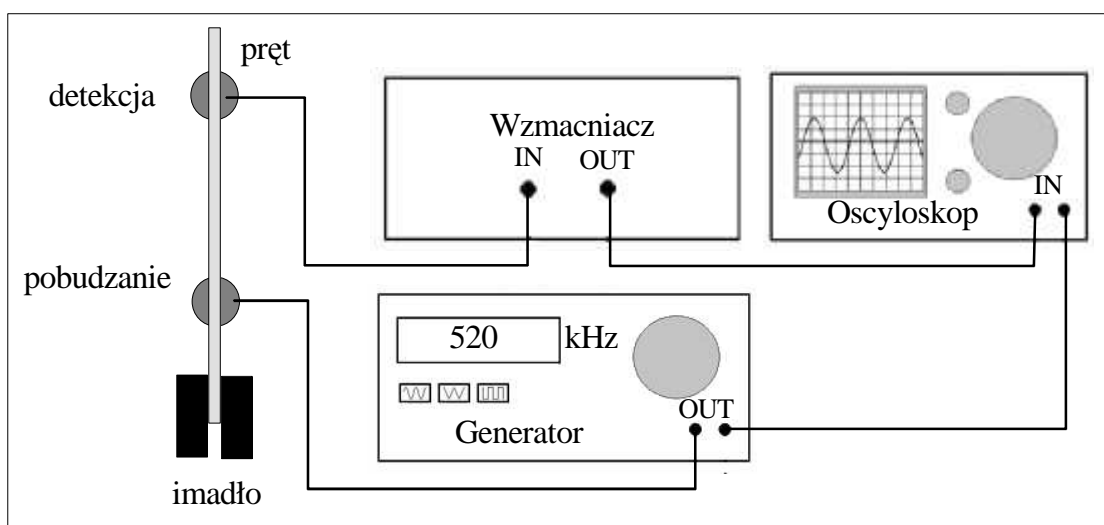 pręt
detekcja
Wzmacniacz
IN OUT
Oscyloskop
IN
pobudzanie
520 kHz
OUT
Generator
imadło